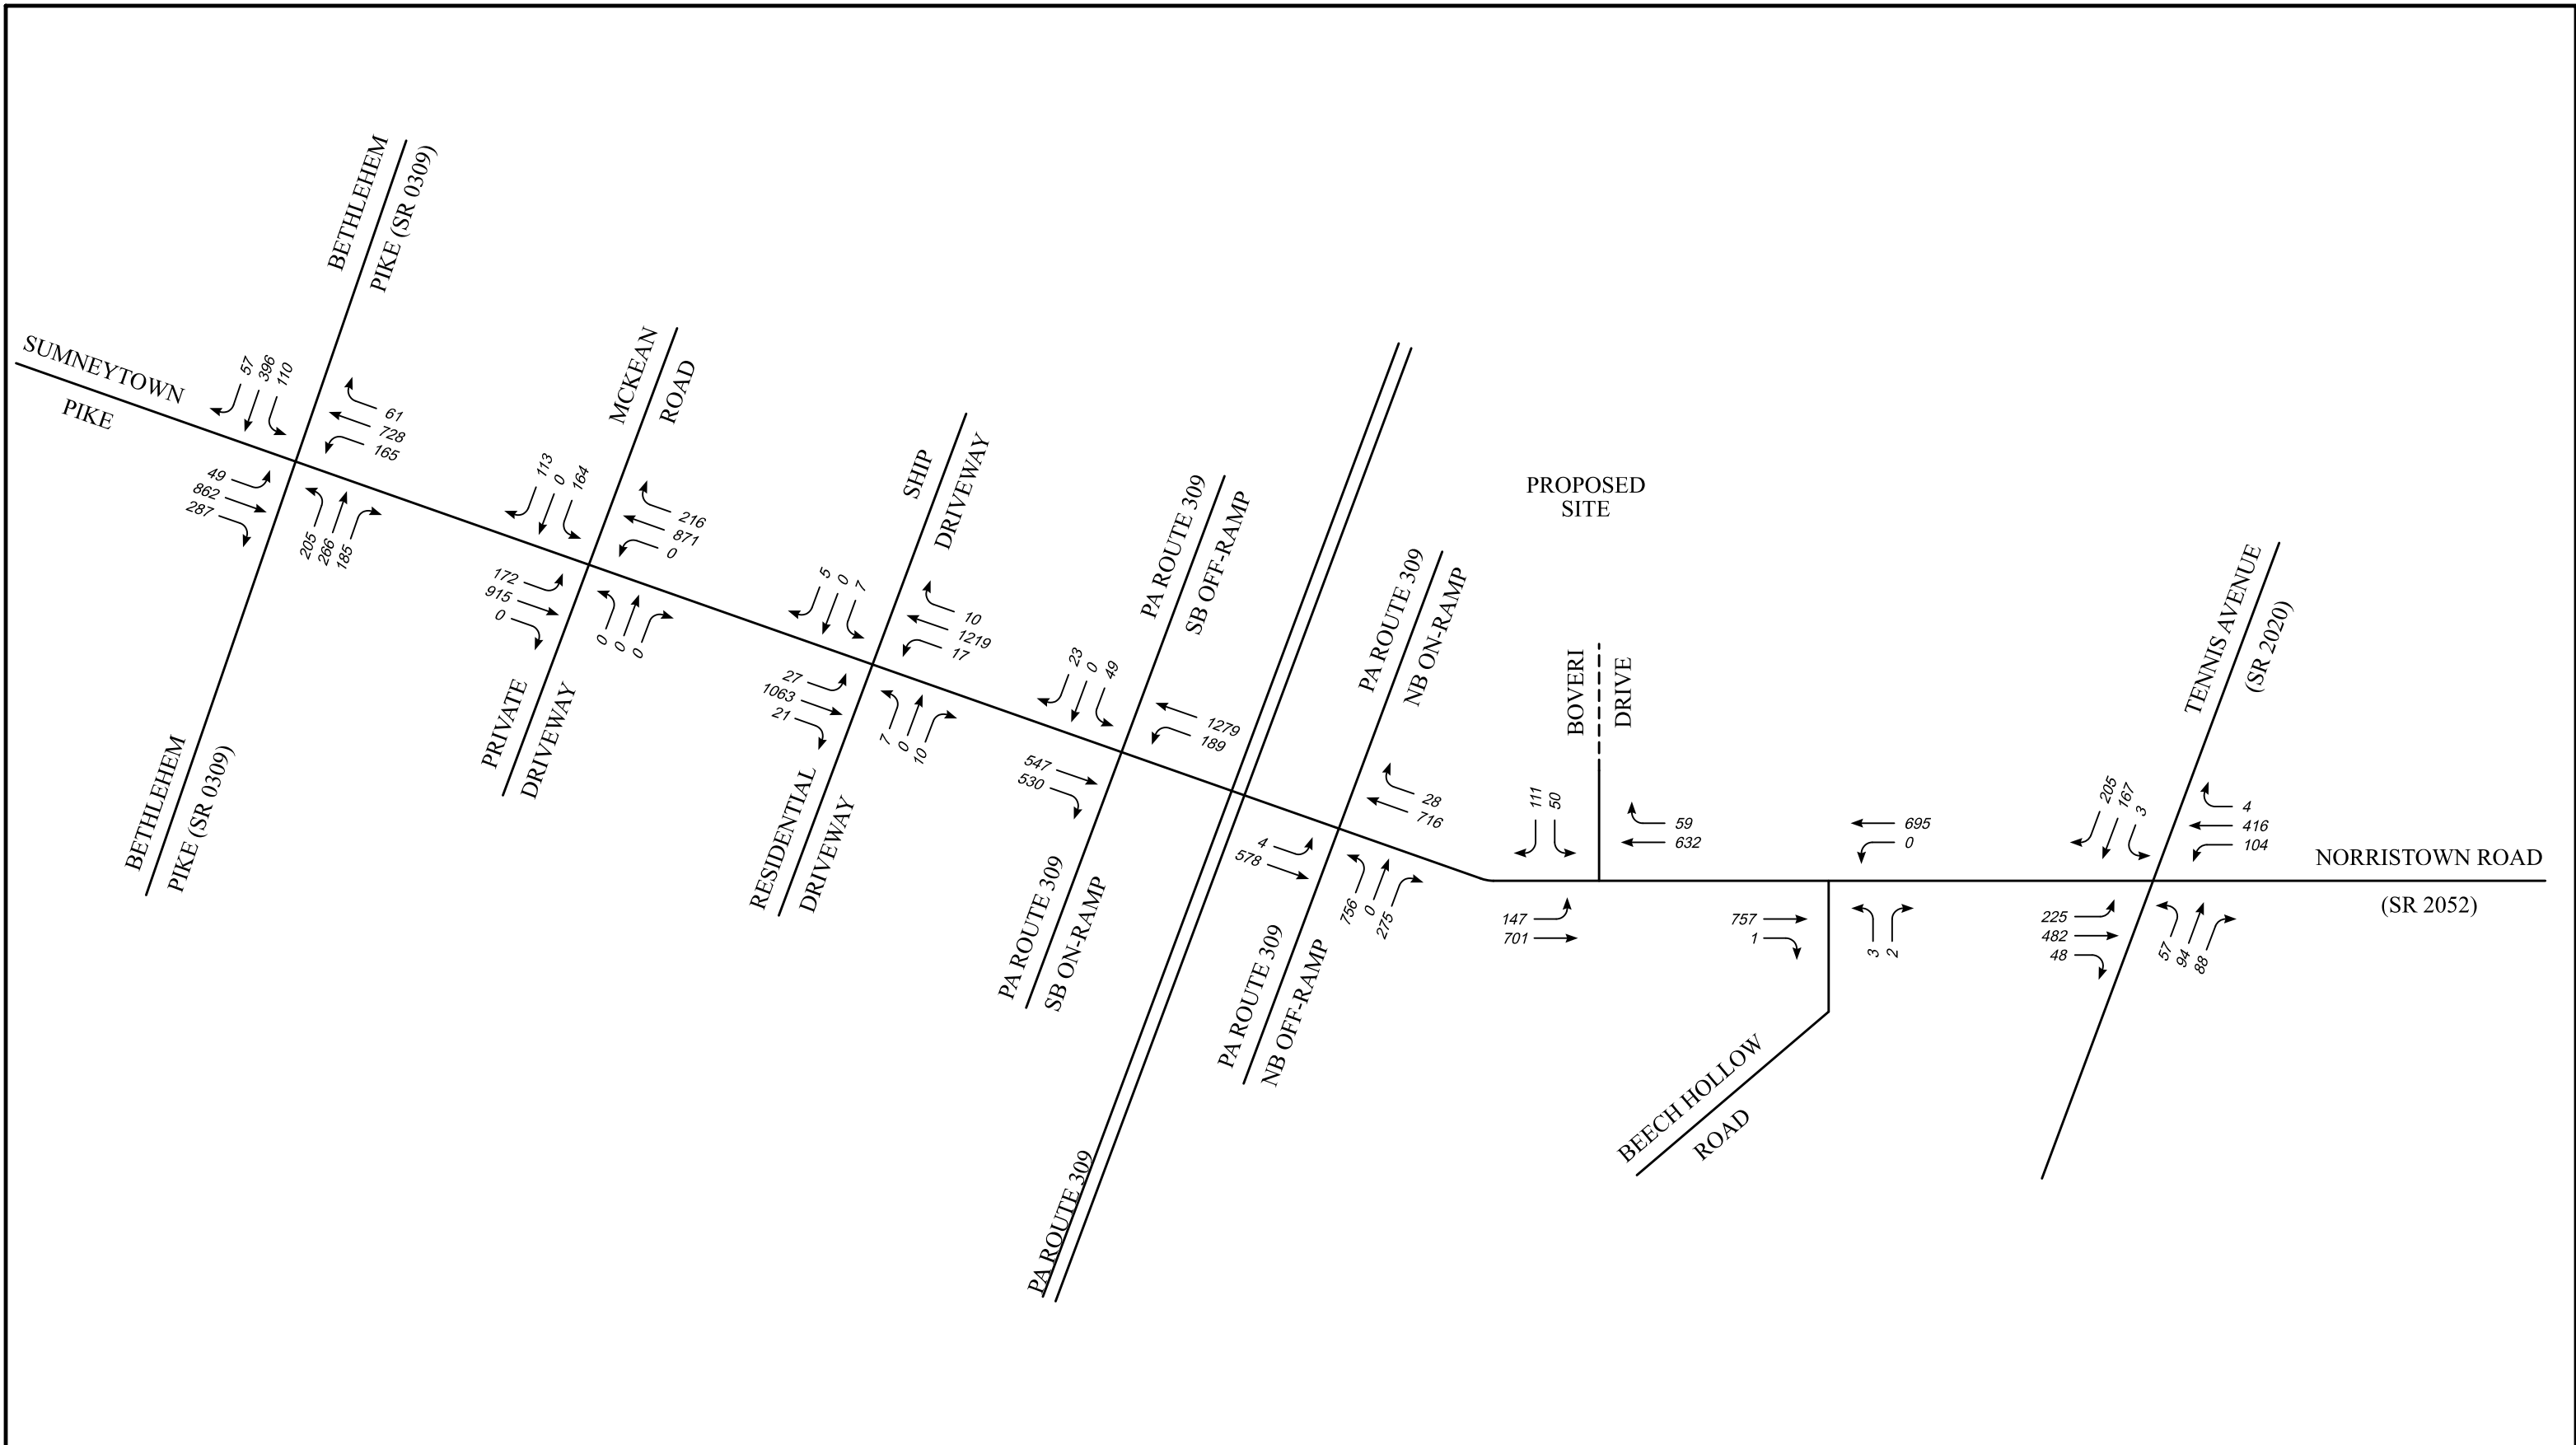 SUMNEYTOWN
PIKE
BETHLEHEM
PIKE (SR 0309)
57
396
110
61
728
165
49
862
287
205
266
185
BETHLEHEM
PIKE (SR 0309)
MCKEAN
ROAD
113
0
164
216
871
0
172
915
0
0
0
0
PRIVATE
DRIVEWAY
SHIP
DRIVEWAY
5
0
7
10
1219
17
27
1063
21
7
0
10
RESIDENTIAL
DRIVEWAY
PA ROUTE 309
SB OFF-RAMP
23
0
49
1279
189
547
530
PA ROUTE 309
SB ON-RAMP
PA ROUTE 309
PA ROUTE 309
NB ON-RAMP
28
716
4
578
756
0
275
PA ROUTE 309
NB OFF-RAMP
PROPOSED
SITE
BOVERI
DRIVE
111
50
59
632
147
701
695
0
757
1
3
2
BEECH HOLLOW
ROAD
TENNIS AVENUE
(SR 2020)
205
167
3
4
416
104
225
482
48
57
94
88
NORRISTOWN ROAD
(SR 2052)